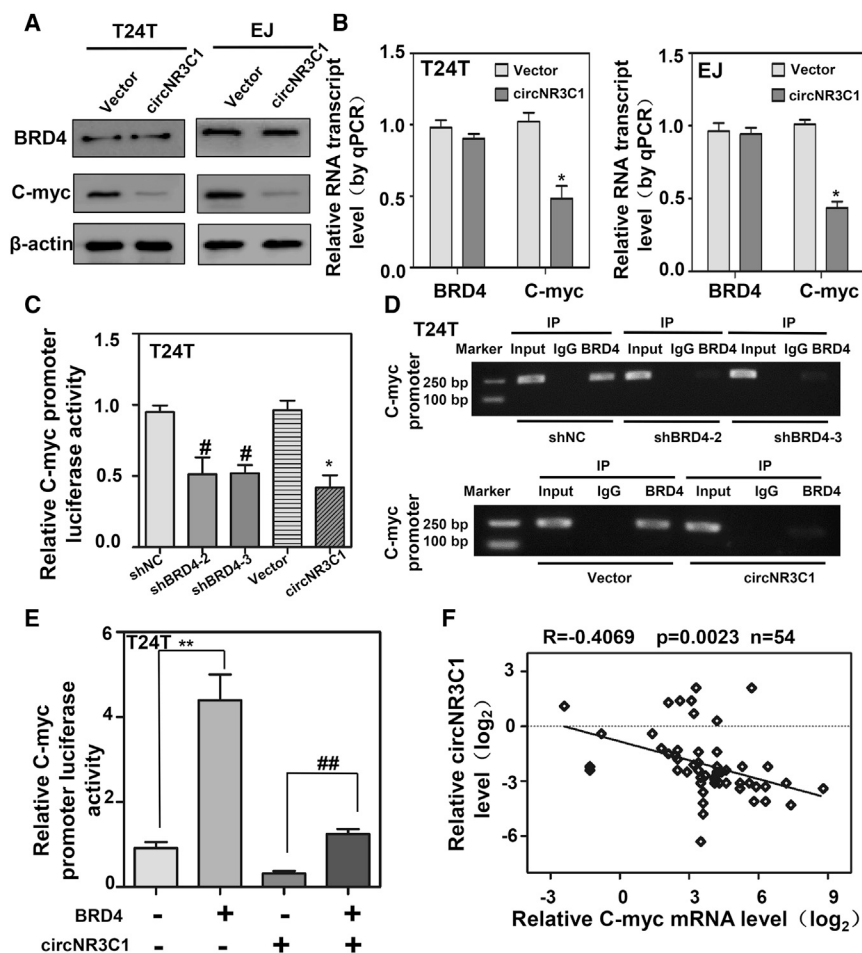 A
T24T EJ
Vector circNR3C1 Vector circNR3C1
BRD4
C-myc
β-actin
B
Relative RNA transcript
level（by qPCR）
T24T
Vector
circNR3C1
1.5
1.0
0.5
0.0
*
BRD4 C-myc
Relative RNA transcript
level（by qPCR）
EJ
Vector
circNR3C1
1.5
1.0
0.5
0.0
*
BRD4 C-myc
C
Relative C-myc promoter
luciferase activity
T24T
1.5
1.0
0.5
0.0
# # *
shNC shBRD4-2 shBRD4-3 Vector circNR3C1
D
T24T
IP IP IP
Marker Input IgG BRD4 Input IgG BRD4 Input IgG BRD4
C-myc
promoter
250 bp
100 bp
shNC shBRD4-2 shBRD4-3
IP IP
Marker Input IgG BRD4 Input IgG BRD4
C-myc
promoter
250 bp
100 bp
Vector circNR3C1
E
Relative C-myc
promoter luciferase
activity
T24T
6
4
2
0
**
##
BRD4 - + - +
circNR3C1 - - + +
F
R=-0.4069 p=0.0023 n=54
Relative circNR3C1
level（log2）
3
0
-3
-6
-3 0 3 6 9
Relative C-myc mRNA level（log2）